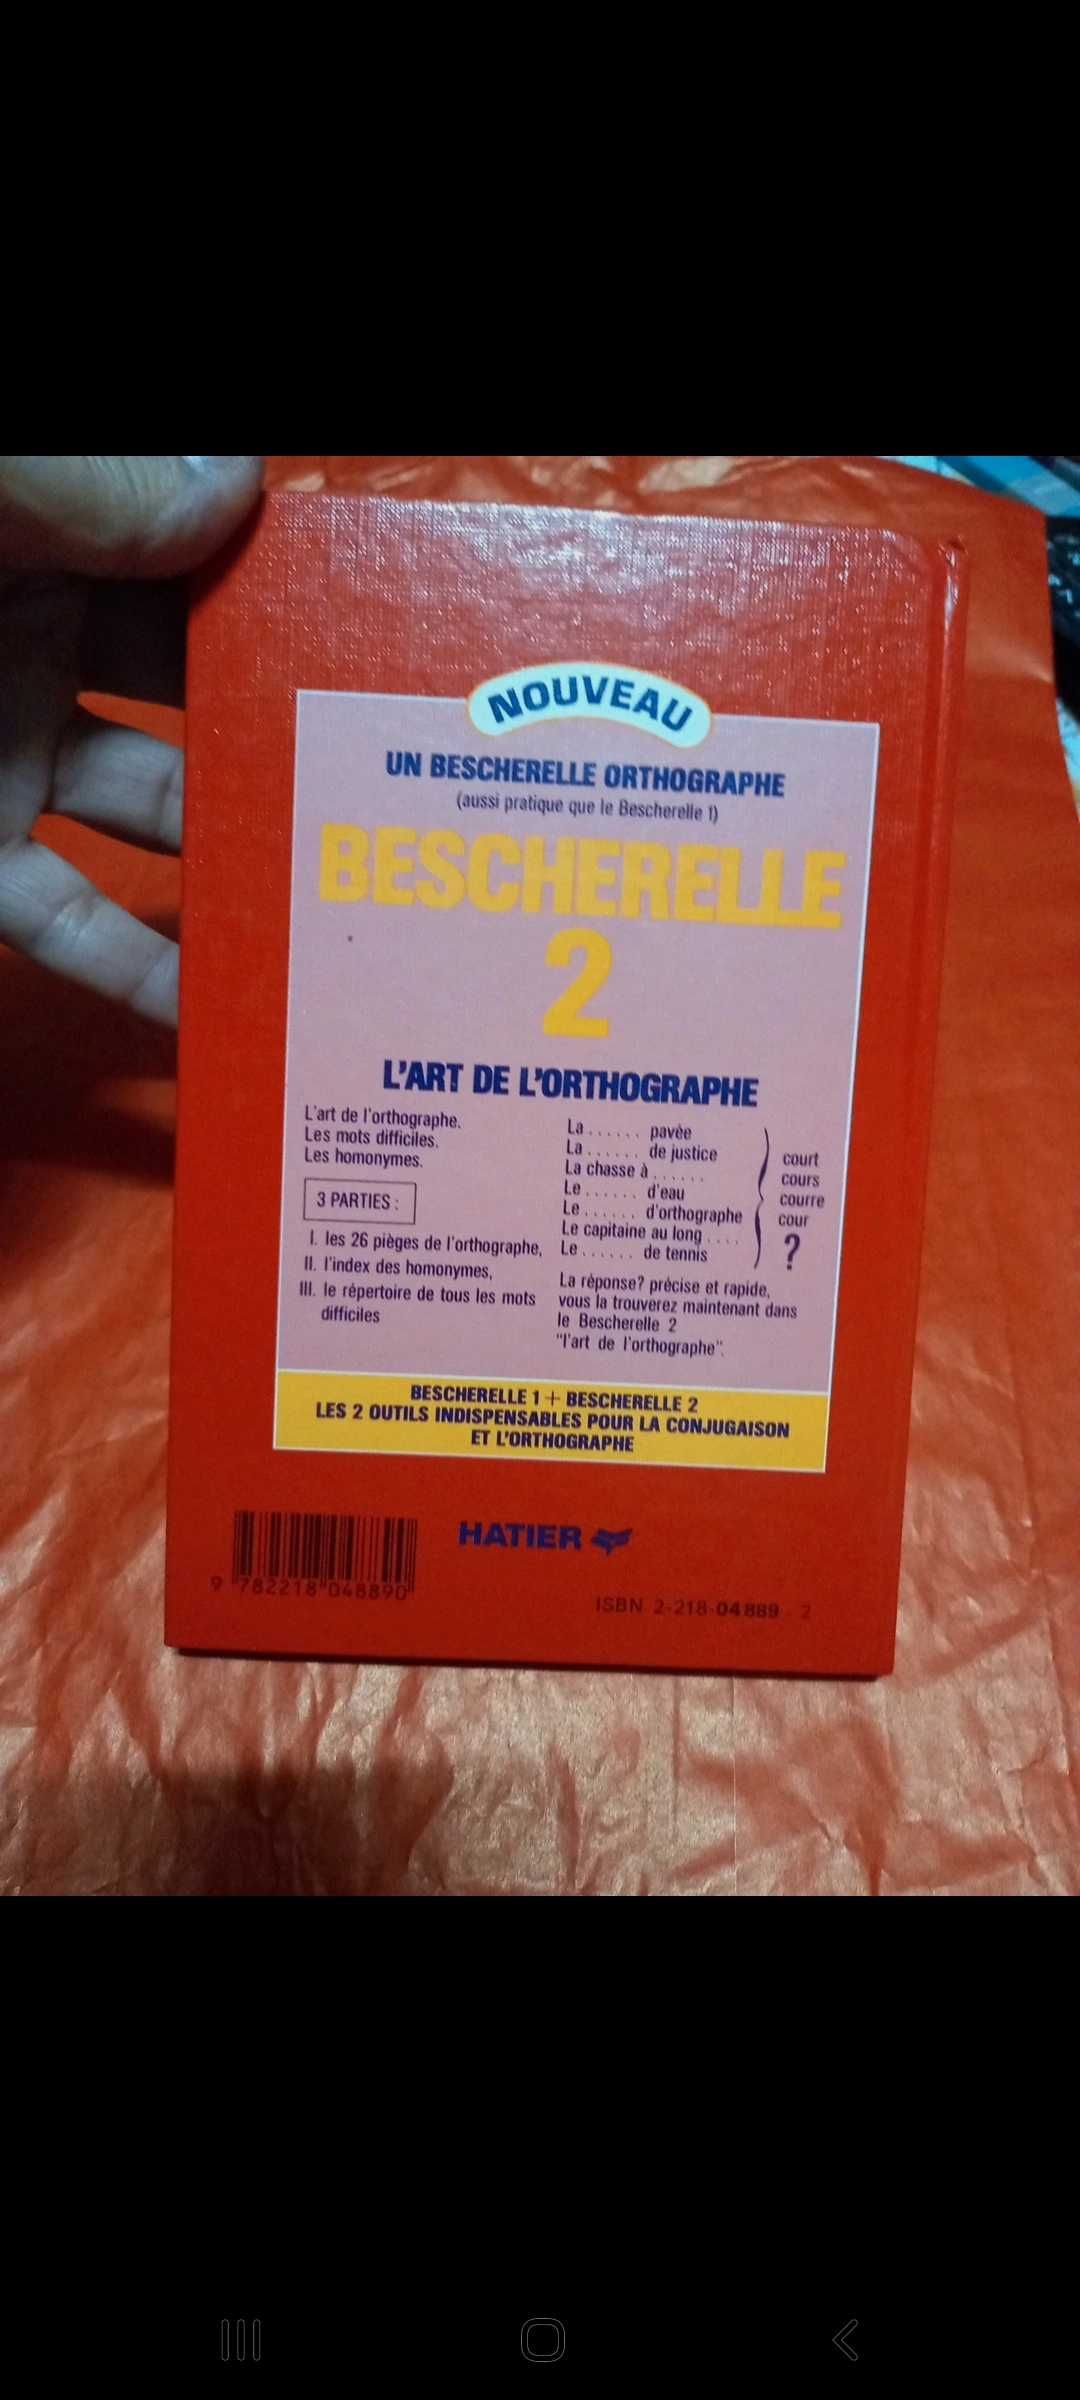 NOUVEAU
UN BESCHERELLE ORTHOGRAPHE
(aussi pratique que le Bescherelle 1)
BESCHERELLE
2
L'ART DE L'ORTHOGRAPHE
L'art de l'orthographe.
Les mots difficiles.
Les homonymes.
3 PARTIES :
I. les 26 pièges de l'orthographe,
II. l'index des homonymes,
III. le répertoire de tous les mots
difficiles
La ...... pavée
La ...... de justice
La chasse à ......
Le ...... d'eau
Le ...... d'orthographe
Le capitaine au long ....
Le ...... de tennis
court
cours
courre
cour
?
La réponse? précise et rapide,
vous la trouverez maintenant dans
le Bescherelle 2
"l'art de l'orthographe".
BESCHERELLE 1 + BESCHERELLE 2
LES 2 OUTILS INDISPENSABLES POUR LA CONJUGAISON
ET L'ORTHOGRAPHE
HATIER
9 782218 048890
ISBN 2-218-04889-2